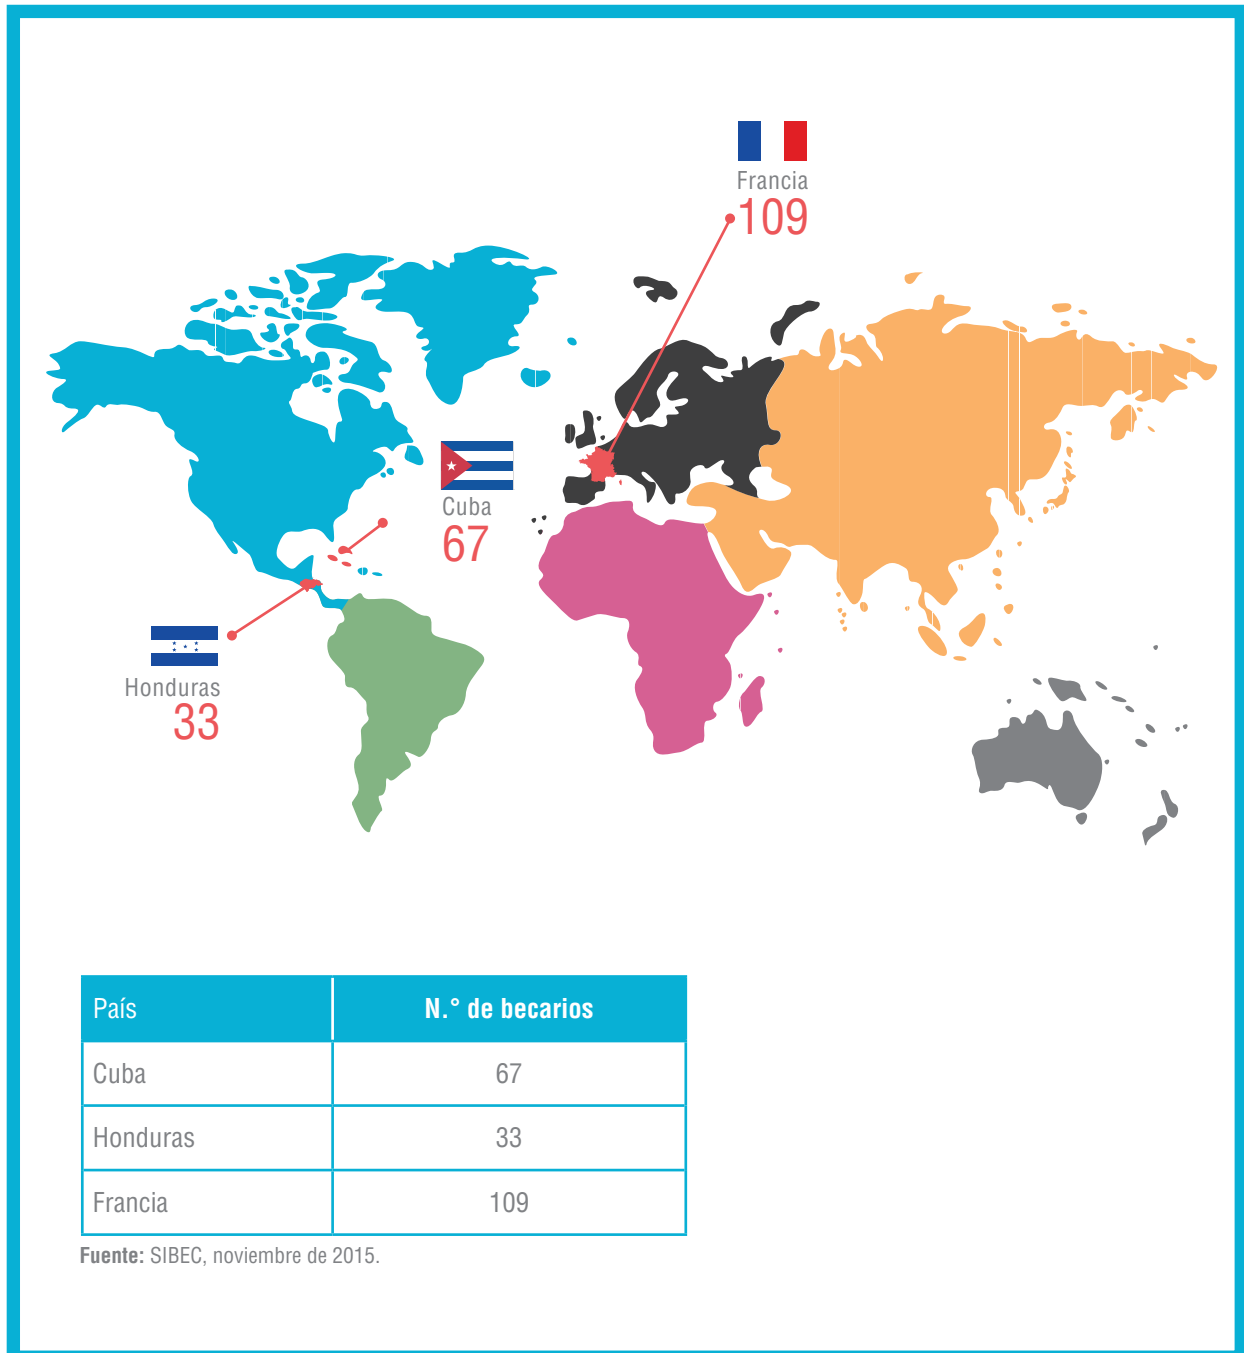 Francia
109
Cuba
67
Honduras
33
País N.° de becarios
Cuba 67
Honduras 33
Francia 109
Fuente: SIBEC, noviembre de 2015.